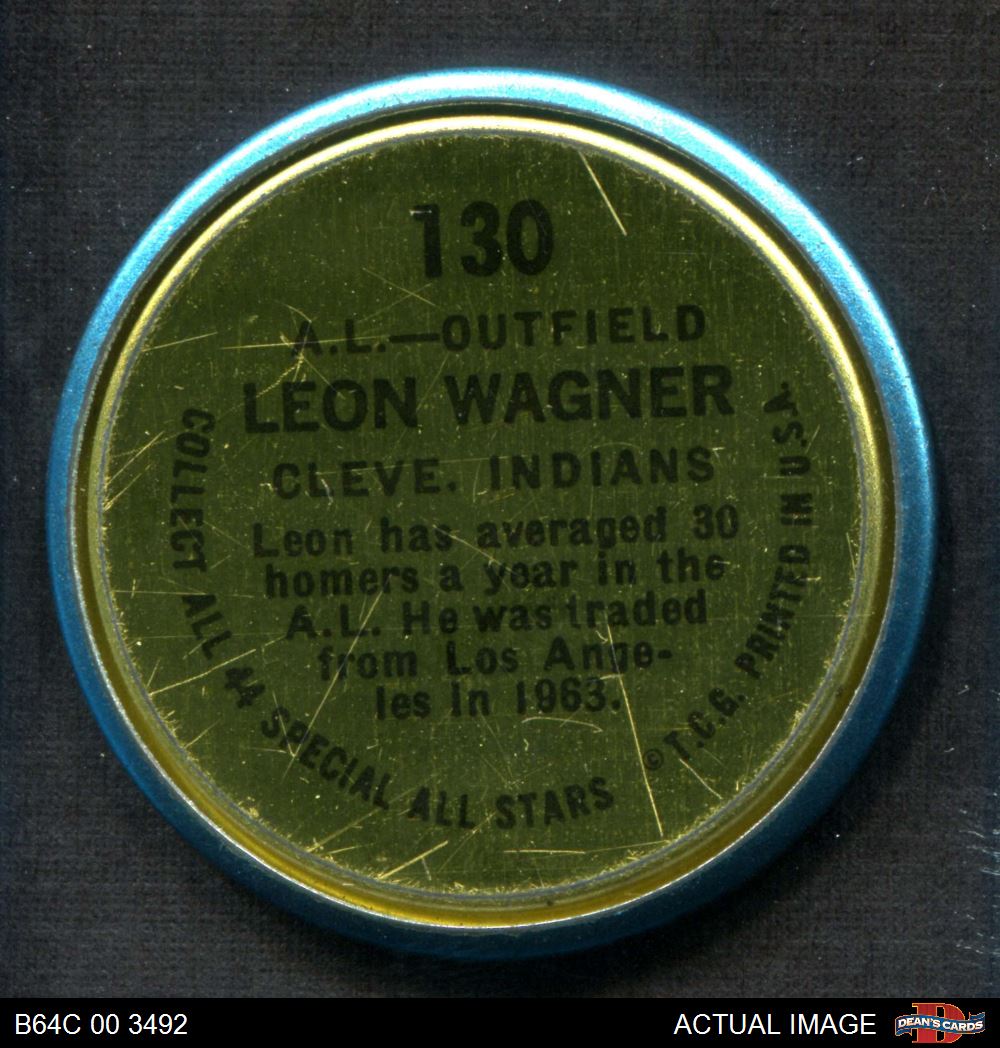 130
A.L.—OUTFIELD
LEON WAGNER
CLEVE. INDIANS
Leon has averaged 30
homers a year in the
A.L. He was traded
from Los Ange-
les in 1963.
COLLECT ALL 44 SPECIAL ALL STARS
© T.C.G. PRINTED IN U.S.A.
B64C 00 3492
ACTUAL IMAGE
D
DEAN'S CARDS